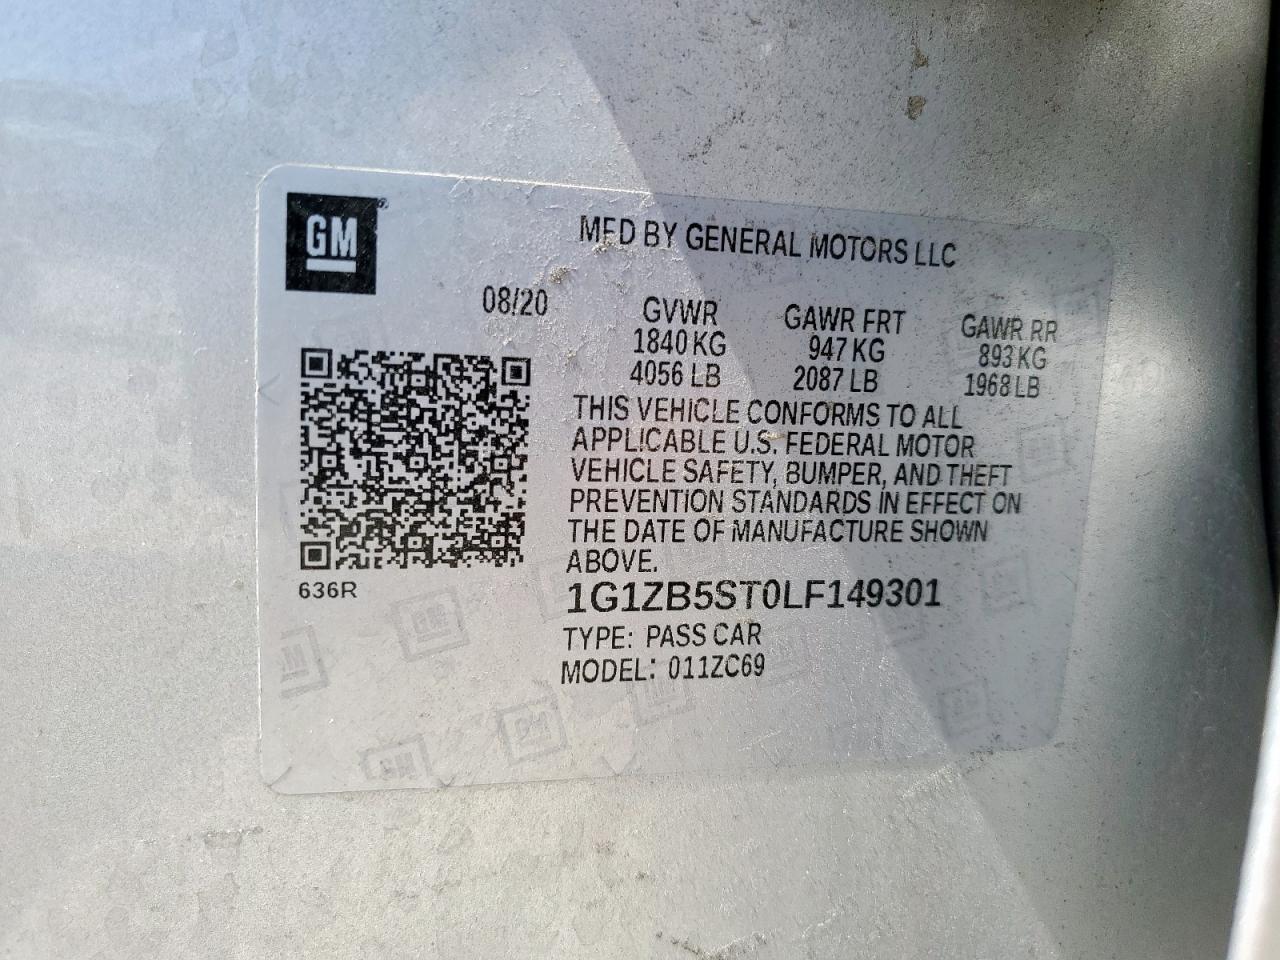 GM
MFD BY GENERAL MOTORS LLC
08/20
GVWR GAWR FRT GAWR RR
1840 KG 947 KG 893 KG
4056 LB 2087 LB 1968 LB
THIS VEHICLE CONFORMS TO ALL
APPLICABLE U.S. FEDERAL MOTOR
VEHICLE SAFETY, BUMPER, AND THEFT
PREVENTION STANDARDS IN EFFECT ON
THE DATE OF MANUFACTURE SHOWN
ABOVE.
636R
1G1ZB5ST0LF149301
TYPE: PASS CAR
MODEL: 011ZC69